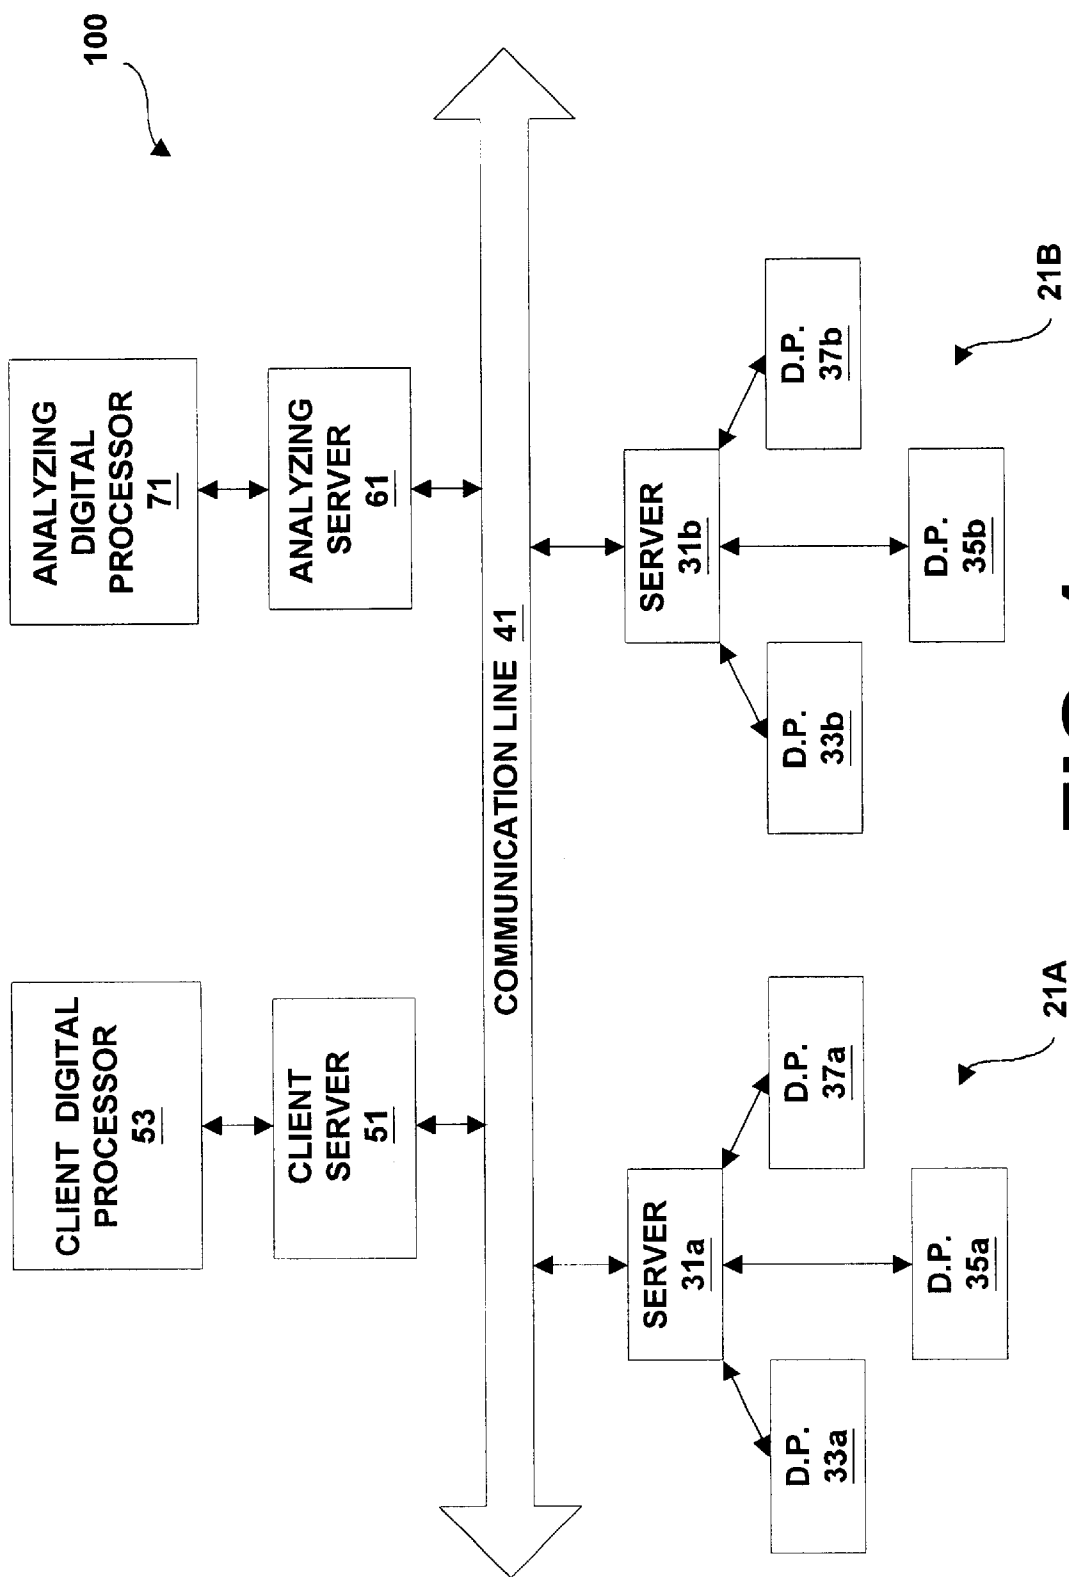 100
CLIENT DIGITAL
PROCESSOR
53
ANALYZING
DIGITAL
PROCESSOR
71
CLIENT
SERVER
51
ANALYZING
SERVER
61
COMMUNICATION LINE 41
SERVER
31a
SERVER
31b
D.P.
33a
D.P.
37a
D.P.
33b
D.P.
37b
D.P.
35a
D.P.
35b
21A
21B